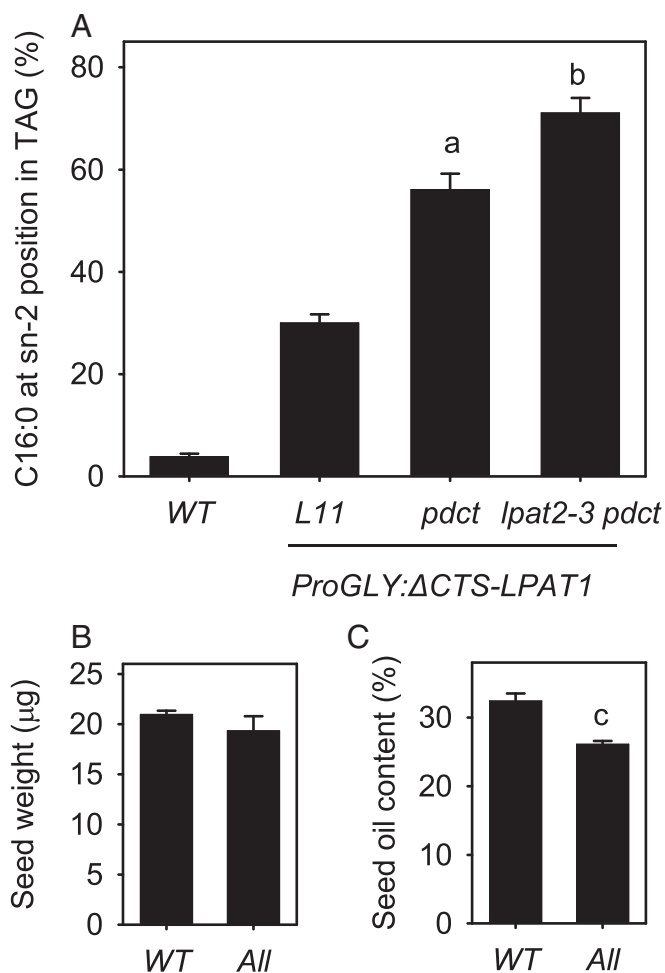 A
C16:0 at sn-2 position in TAG (%)
80
60
40
20
0
a
b
WT L11 pdct lpat2-3 pdct
ProGLY:ΔCTS-LPAT1
B
Seed weight (μg)
25
20
15
10
5
0
WT All
C
Seed oil content (%)
30
20
10
0
c
WT All